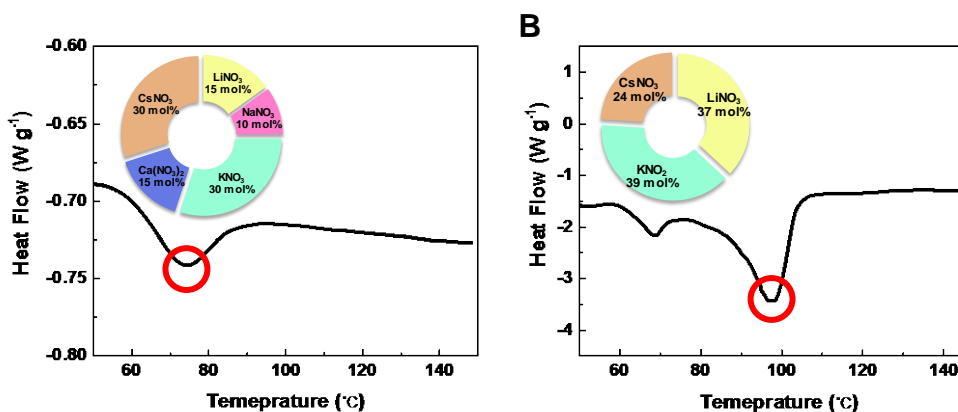 B
-0.60
-0.65
-0.70
-0.75
-0.80
Heat Flow (W g⁻¹)
60 80 100 120 140
Temeprature (℃)
LiNO₃
15 mol%
NaNO₃
10 mol%
KNO₃
30 mol%
Ca(NO₃)₂
15 mol%
CsNO₃
30 mol%
1
0
-1
-2
-3
-4
Heat Flow (W g⁻¹)
60 80 100 120 140
Temeprature (℃)
CsNO₃
24 mol%
LiNO₃
37 mol%
KNO₂
39 mol%